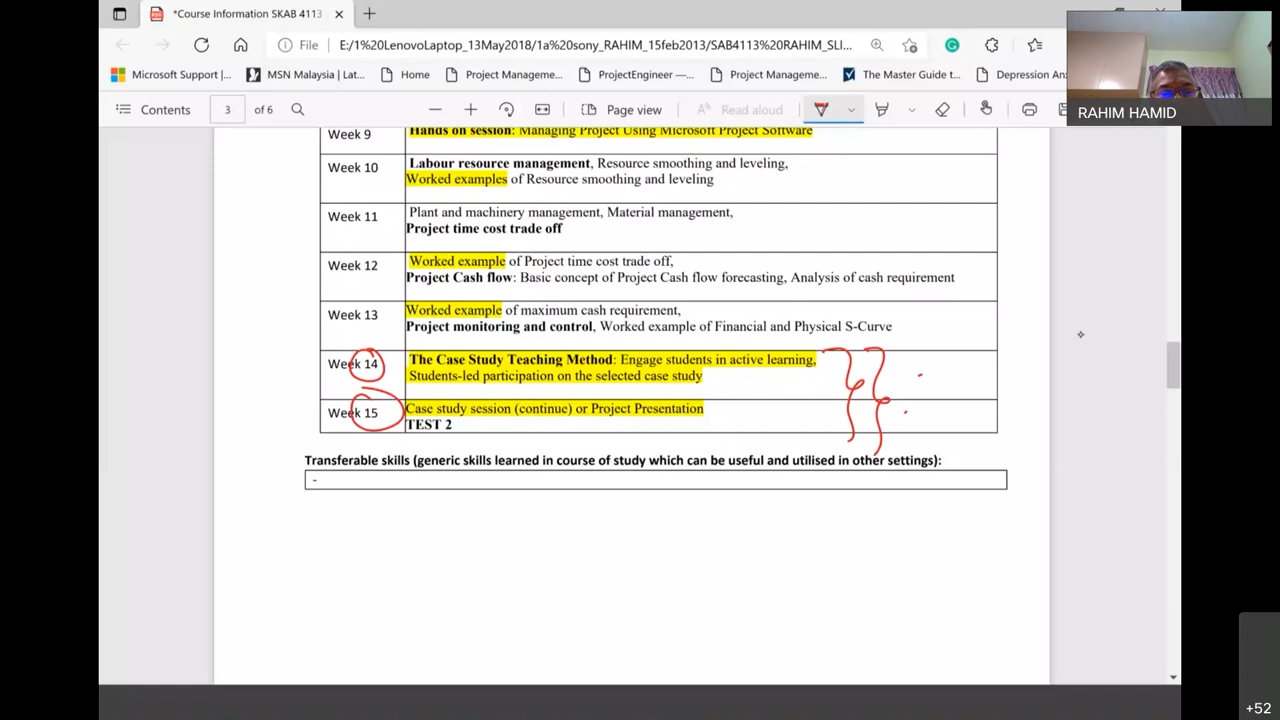 *Course Information SKAB 4113
File
E:/1%20LenovoLaptop_13May2018/1a%20sony_RAHIM_15feb2013/SAB4113%20RAHIM_SLI...
Microsoft Support |...
MSN Malaysia | Lat...
Home
Project Manageme...
ProjectEngineer —...
Project Manageme...
The Master Guide t...
Depression An
RAHIM HAMID
Contents
3
of 6
Page view
Read aloud
Week 9
Hands on session: Managing Project Using Microsoft Project Software
Week 10
Labour resource management, Resource smoothing and leveling,
Worked examples of Resource smoothing and leveling
Week 11
Plant and machinery management, Material management,
Project time cost trade off
Week 12
Worked example of Project time cost trade off,
Project Cash flow: Basic concept of Project Cash flow forecasting, Analysis of cash requirement
Week 13
Worked example of maximum cash requirement,
Project monitoring and control, Worked example of Financial and Physical S-Curve
Week 14
The Case Study Teaching Method: Engage students in active learning,
Students-led participation on the selected case study
Week 15
Case study session (continue) or Project Presentation
TEST 2
Transferable skills (generic skills learned in course of study which can be useful and utilised in other settings):
-
+52